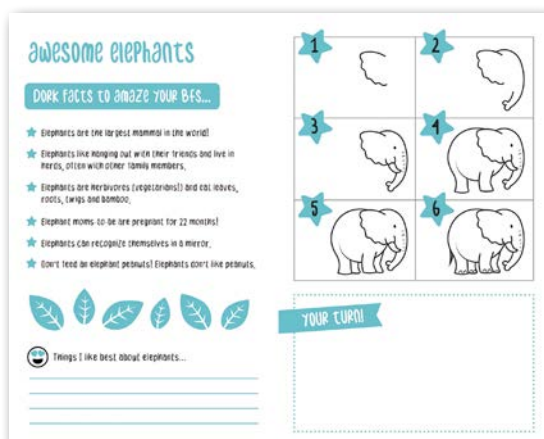 awesome elephants
DORK FACTS TO AMAZE YOUR BFS...
Elephants are the largest mammal in the world!
Elephants like hanging out with their friends and live in
herds, often with other family members.
Elephants are herbivores (vegetarians!) and eat leaves,
roots, twigs and bamboo.
Elephant moms-to-be are pregnant for 22 months!
Elephants can recognize themselves in a mirror.
Don't feed an elephant peanuts! Elephants don't like peanuts.
Things I like best about elephants...
1
2
3
4
5
6
YOUR TURN!